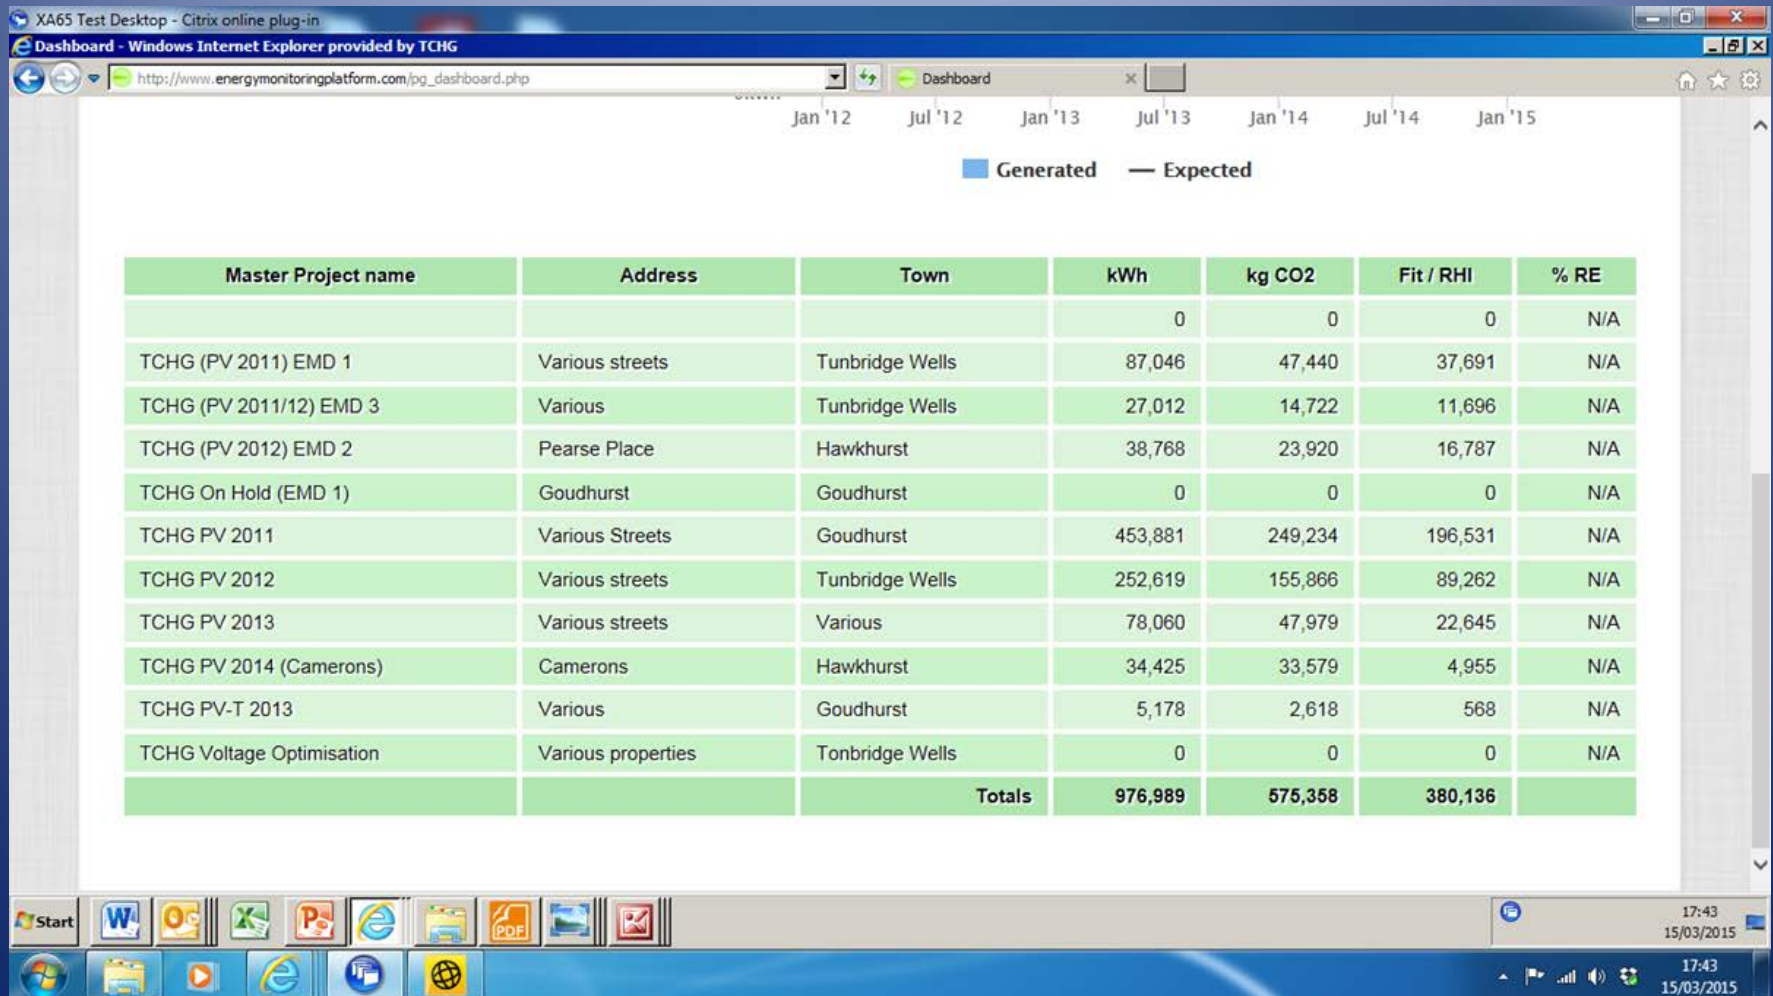 XA65 Test Desktop - Citrix online plug-in
Dashboard - Windows Internet Explorer provided by TCHG
http://www.energymonitoringplatform.com/pg_dashboard.php Dashboard
Jan '12 Jul '12 Jan '13 Jul '13 Jan '14 Jul '14 Jan '15
Generated Expected
Master Project name Address Town kWh kg CO2 Fit / RHI % RE
0 0 0 N/A
TCHG (PV 2011) EMD 1 Various streets Tunbridge Wells 87,046 47,440 37,691 N/A
TCHG (PV 2011/12) EMD 3 Various Tunbridge Wells 27,012 14,722 11,696 N/A
TCHG (PV 2012) EMD 2 Pearse Place Hawkhurst 38,768 23,920 16,787 N/A
TCHG On Hold (EMD 1) Goudhurst Goudhurst 0 0 0 N/A
TCHG PV 2011 Various Streets Goudhurst 453,881 249,234 196,531 N/A
TCHG PV 2012 Various streets Tunbridge Wells 252,619 155,866 89,262 N/A
TCHG PV 2013 Various streets Various 78,060 47,979 22,645 N/A
TCHG PV 2014 (Camerons) Camerons Hawkhurst 34,425 33,579 4,955 N/A
TCHG PV-T 2013 Various Goudhurst 5,178 2,618 568 N/A
TCHG Voltage Optimisation Various properties Tonbridge Wells 0 0 0 N/A
Totals 976,989 575,358 380,136
Start
PDF
17:43
15/03/2015
17:43
15/03/2015